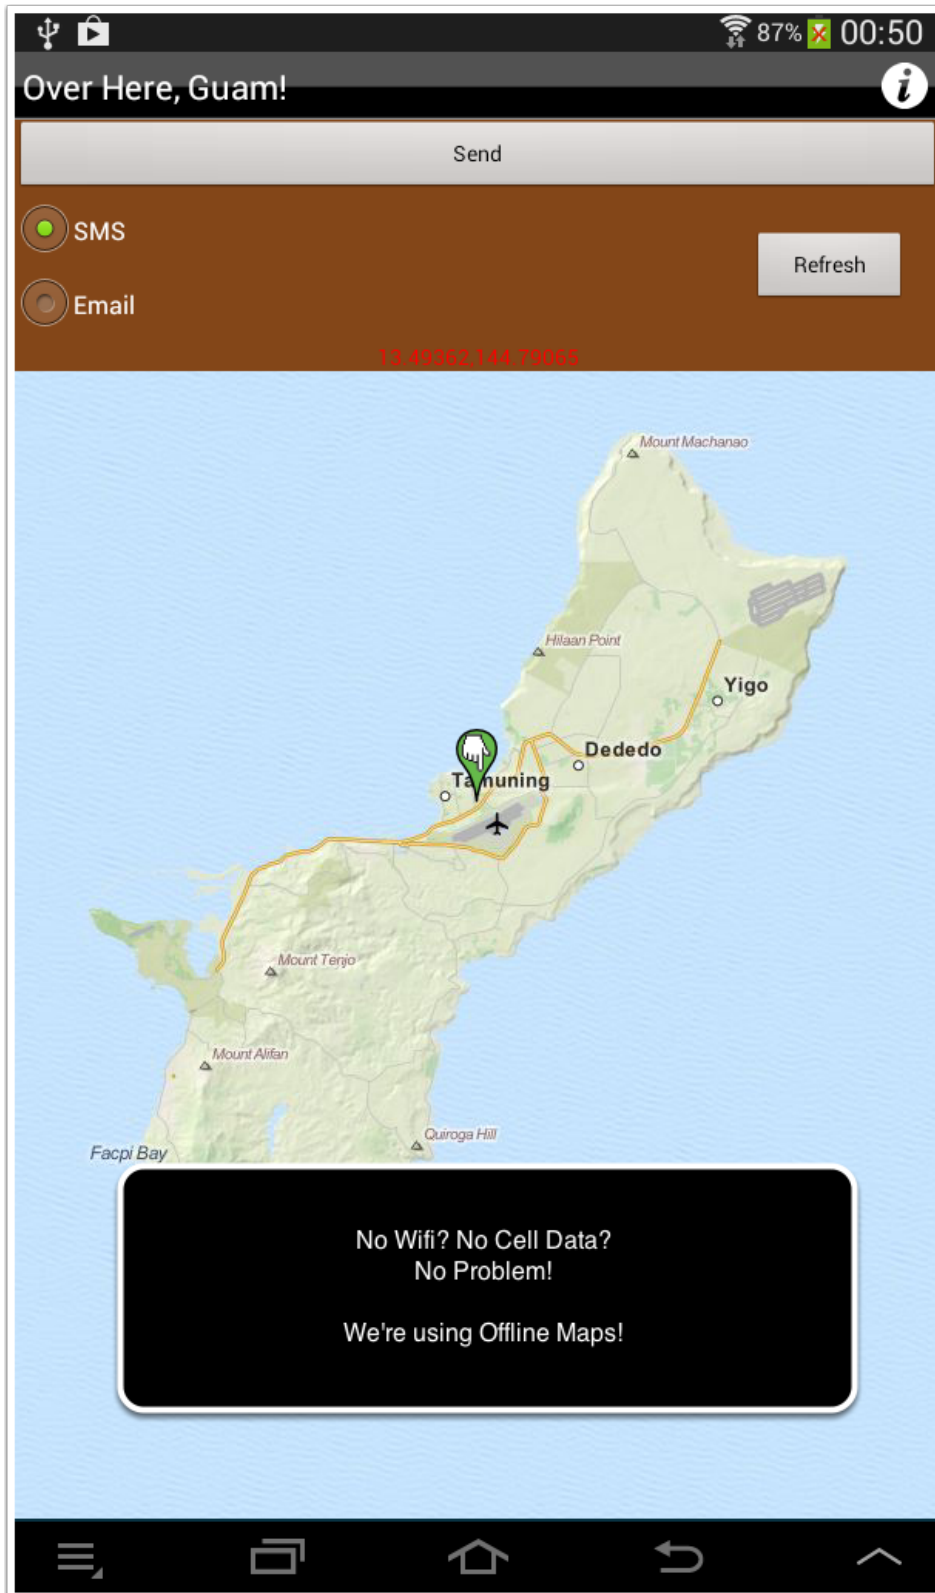 87% 00:50
Over Here, Guam!
Send
SMS
Refresh
Email
13.49362,144.79065
Mount Machanao
Hilaan Point
Yigo
Dededo
Tamuning
Mount Tenjo
Mount Alifan
Quiroga Hill
Facpi Bay
No Wifi? No Cell Data?
No Problem!
We're using Offline Maps!